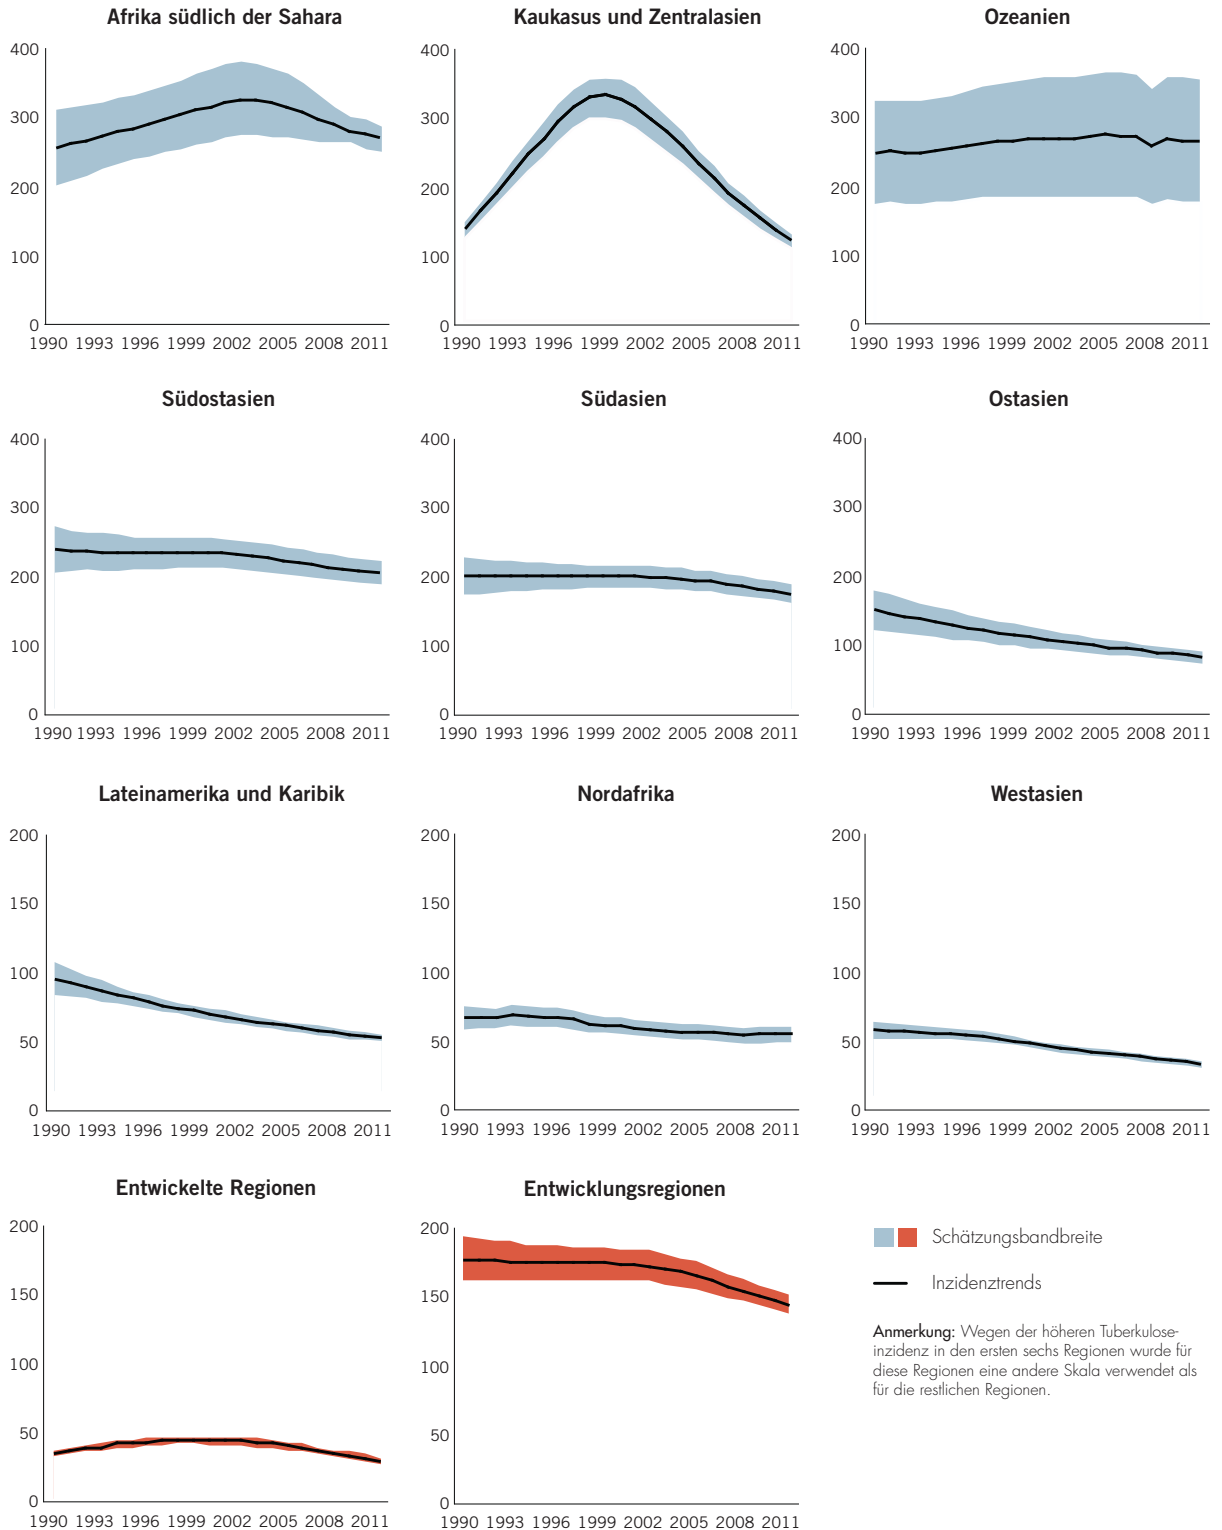 Afrika südlich der Sahara
400
300
200
100
0
1990 1993 1996 1999 2002 2005 2008 2011
Kaukasus und Zentralasien
400
300
200
100
0
1990 1993 1996 1999 2002 2005 2008 2011
Ozeanien
400
300
200
100
0
1990 1993 1996 1999 2002 2005 2008 2011
Südostasien
400
300
200
100
0
1990 1993 1996 1999 2002 2005 2008 2011
Südasien
400
300
200
100
0
1990 1993 1996 1999 2002 2005 2008 2011
Ostasien
400
300
200
100
0
1990 1993 1996 1999 2002 2005 2008 2011
Lateinamerika und Karibik
200
150
100
50
0
1990 1993 1996 1999 2002 2005 2008 2011
Nordafrika
200
150
100
50
0
1990 1993 1996 1999 2002 2005 2008 2011
Westasien
200
150
100
50
0
1990 1993 1996 1999 2002 2005 2008 2011
Entwickelte Regionen
200
150
100
50
0
1990 1993 1996 1999 2002 2005 2008 2011
Entwicklungsregionen
200
150
100
50
0
1990 1993 1996 1999 2002 2005 2008 2011
Schätzungsbandbreite
Inzidenztrends
Anmerkung: Wegen der höheren Tuberkulose-
inzidenz in den ersten sechs Regionen wurde für
diese Regionen eine andere Skala verwendet als
für die restlichen Regionen.